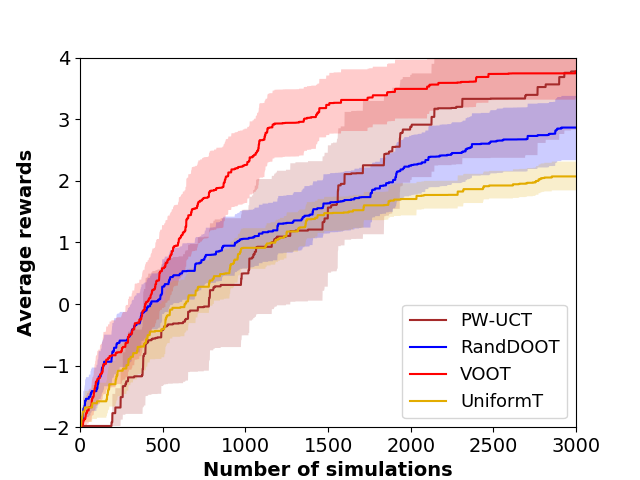 4
3
2
1
0
−1
−2
Average rewards
PW-UCT
RandDOOT
VOOT
UniformT
0 500 1000 1500 2000 2500 3000
Number of simulations